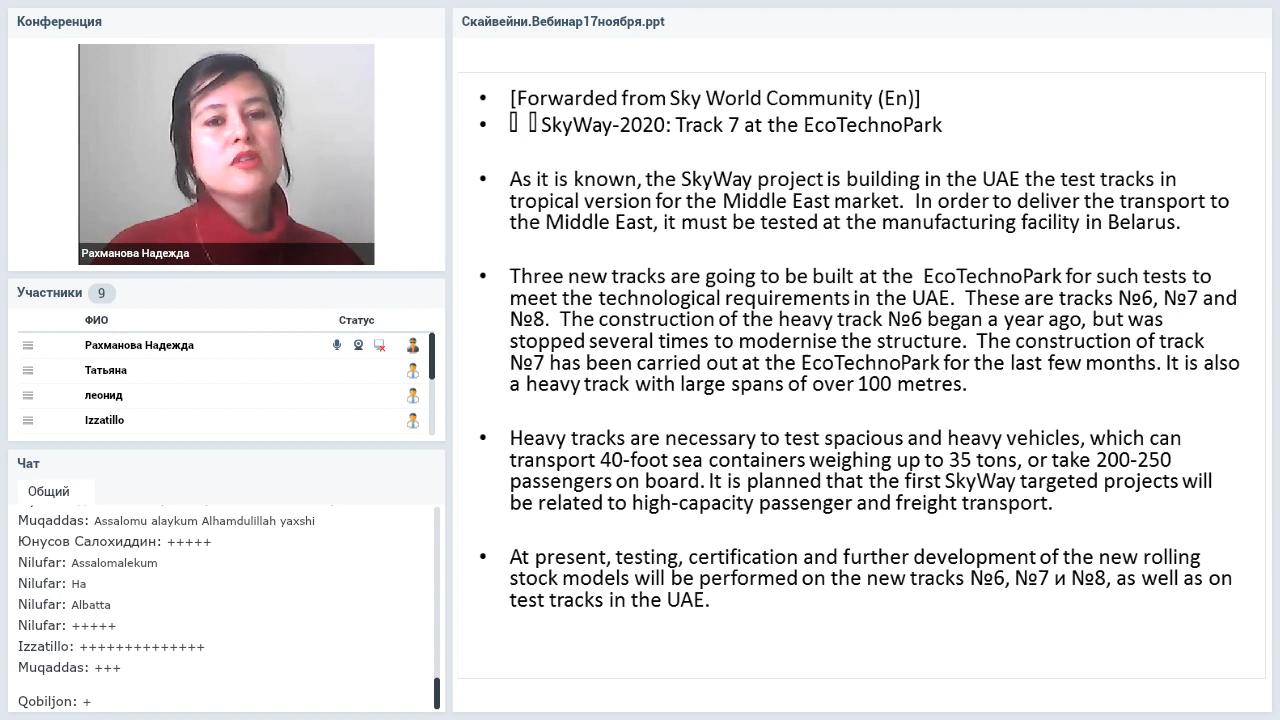 Конференция
Рахманова Надежда
Участники 9
ФИО Статус
Рахманова Надежда
Татьяна
леонид
Izzatillo
Чат
Общий
Muqaddas: Assalomu alaykum Alhamdulillah yaxshi
Юнусов Салохиддин: +++++
Nilufar: Assalomalekum
Nilufar: Ha
Nilufar: Albatta
Nilufar: +++++
Izzatillo: ++++++++++++++
Muqaddas: +++
Qobiljon: +
Скайвейни.Вебинар17ноября.ppt
• [Forwarded from Sky World Community (En)]
• SkyWay-2020: Track 7 at the EcoTechnoPark
• As it is known, the SkyWay project is building in the UAE the test tracks in
tropical version for the Middle East market. In order to deliver the transport to
the Middle East, it must be tested at the manufacturing facility in Belarus.
• Three new tracks are going to be built at the EcoTechnoPark for such tests to
meet the technological requirements in the UAE. These are tracks №6, №7 and
№8. The construction of the heavy track №6 began a year ago, but was
stopped several times to modernise the structure. The construction of track
№7 has been carried out at the EcoTechnoPark for the last few months. It is also
a heavy track with large spans of over 100 metres.
• Heavy tracks are necessary to test spacious and heavy vehicles, which can
transport 40-foot sea containers weighing up to 35 tons, or take 200-250
passengers on board. It is planned that the first SkyWay targeted projects will
be related to high-capacity passenger and freight transport.
• At present, testing, certification and further development of the new rolling
stock models will be performed on the new tracks №6, №7 и №8, as well as on
test tracks in the UAE.